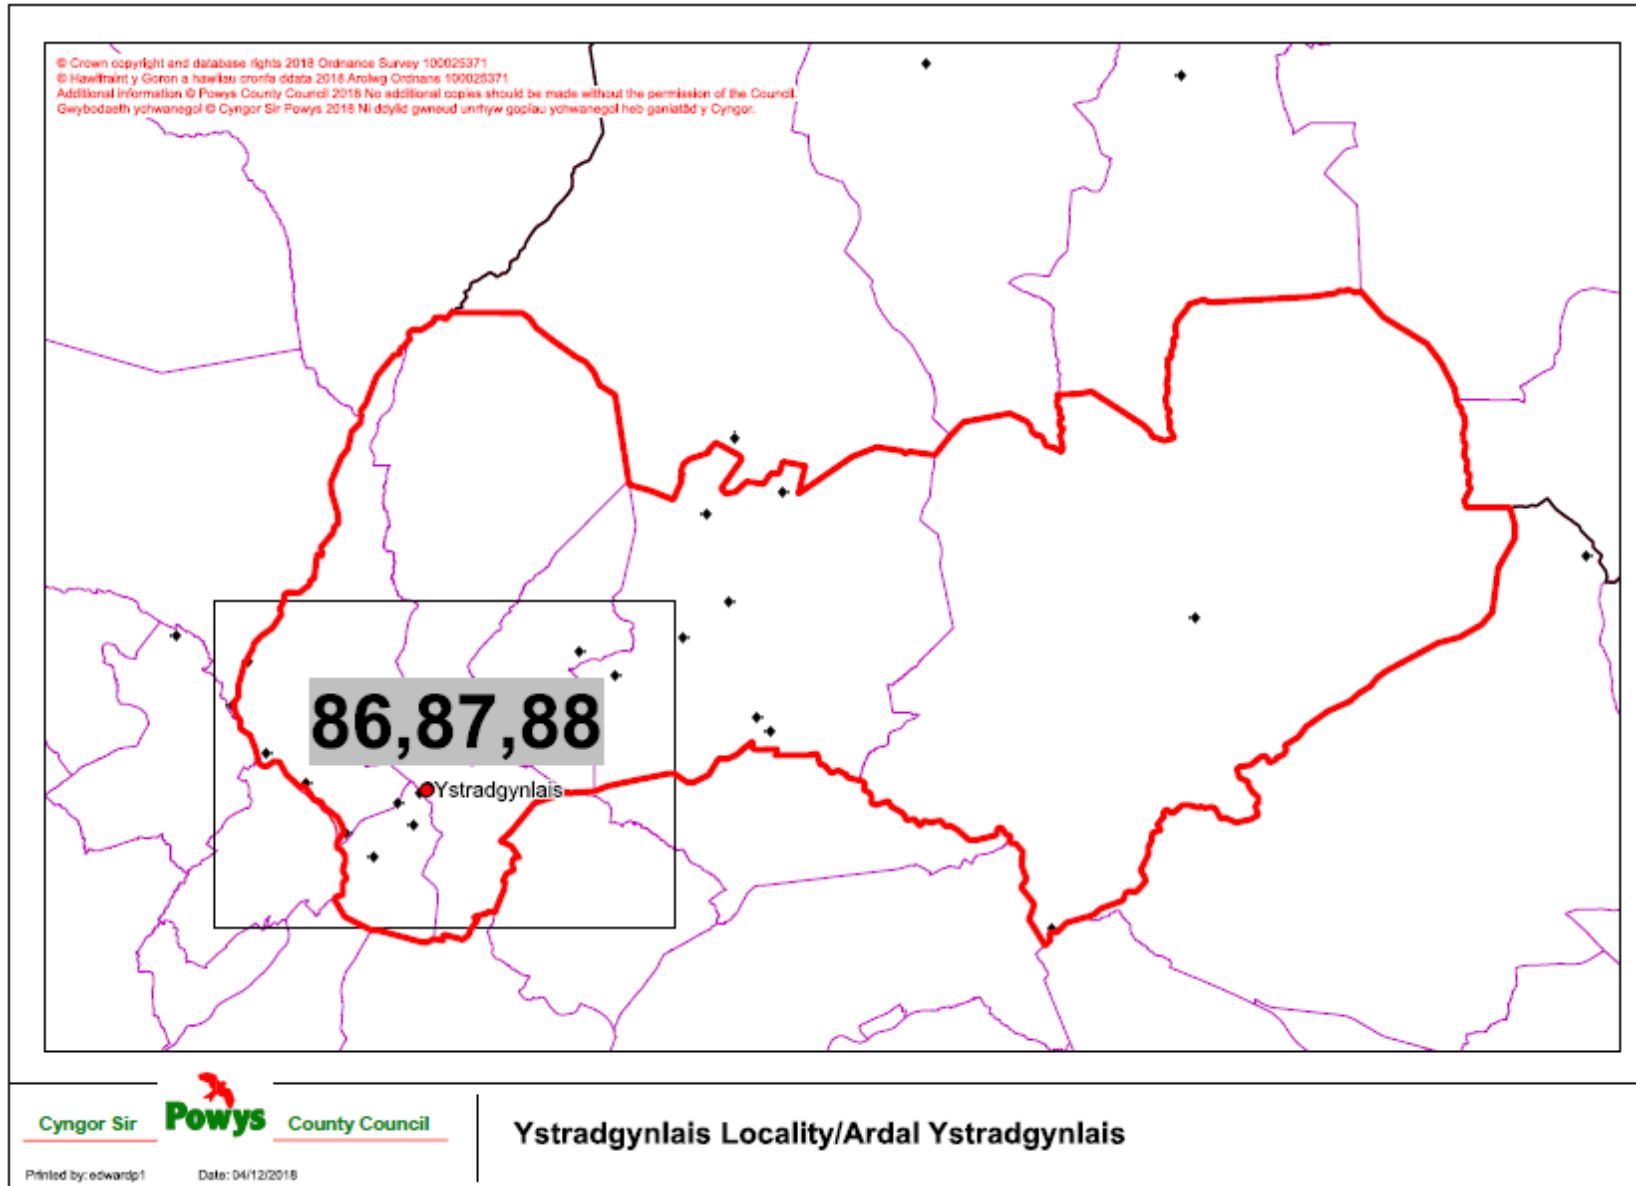 © Crown copyright and database rights 2018 Ordnance Survey 100025371
© Hawlfraint y Goron a hawliau cronfa ddata 2018 Arolwg Ordnans 100025371
Additional Information © Powys County Council 2018 No additional copies should be made without the permission of the Council.
Gwybodaeth ychwanegol © Cyngor Sir Powys 2018 Ni ddylid gwneud unrhyw gopïau ychwanegol heb ganiatâd y Cyngor.
86,87,88
Ystradgynlais
Cyngor Sir Powys County Council
Ystradgynlais Locality/Ardal Ystradgynlais
Printed by: edwardp1 Date: 04/12/2018